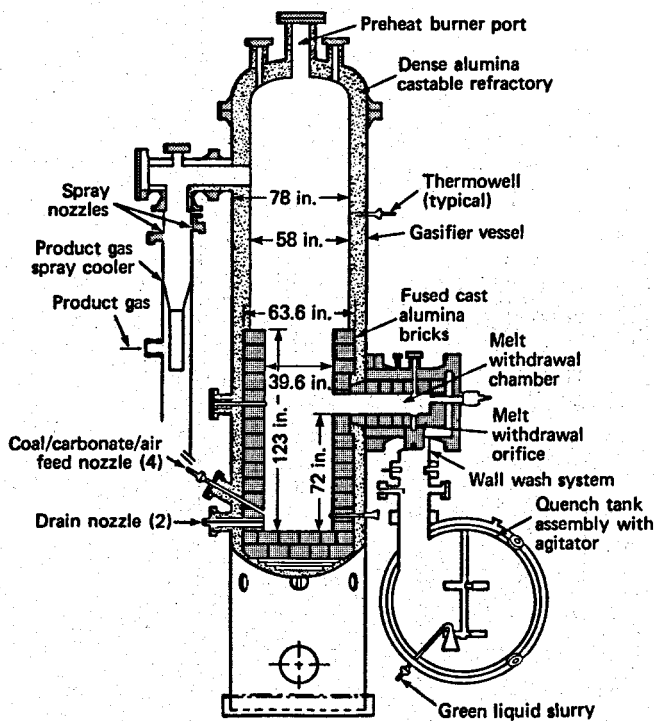 Preheat burner port
Dense alumina
castable refractory
78 in.
Thermowell
(typical)
Spray
nozzles
58 in.
Gasifier vessel
Product gas
spray cooler
Product gas
63.6 in.
Fused cast
alumina
bricks
Melt
withdrawal
chamber
39.6 in.
123 in.
72 in.
Melt
withdrawal
orifice
Coal/carbonate/air
feed nozzle (4)
Wall wash system
Drain nozzle (2)
Quench tank
assembly with
agitator
Green liquid slurry